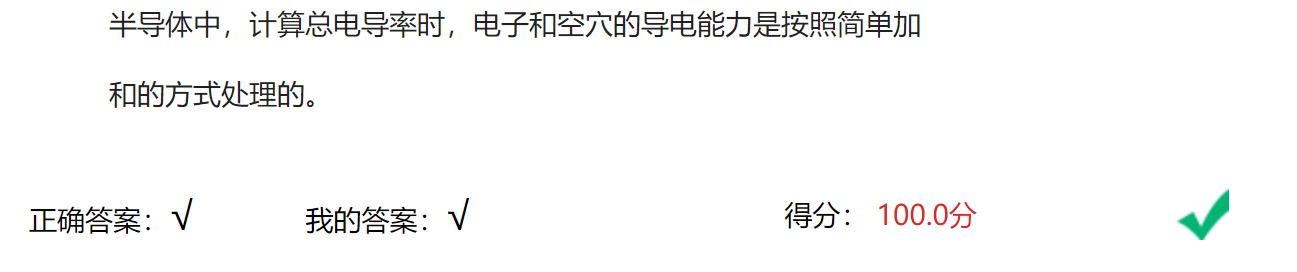 半导体中，计算总电导率时，电子和空穴的导电能力是按照简单加
和的方式处理的。
正确答案：√ 我的答案：√ 得分： 100.0分